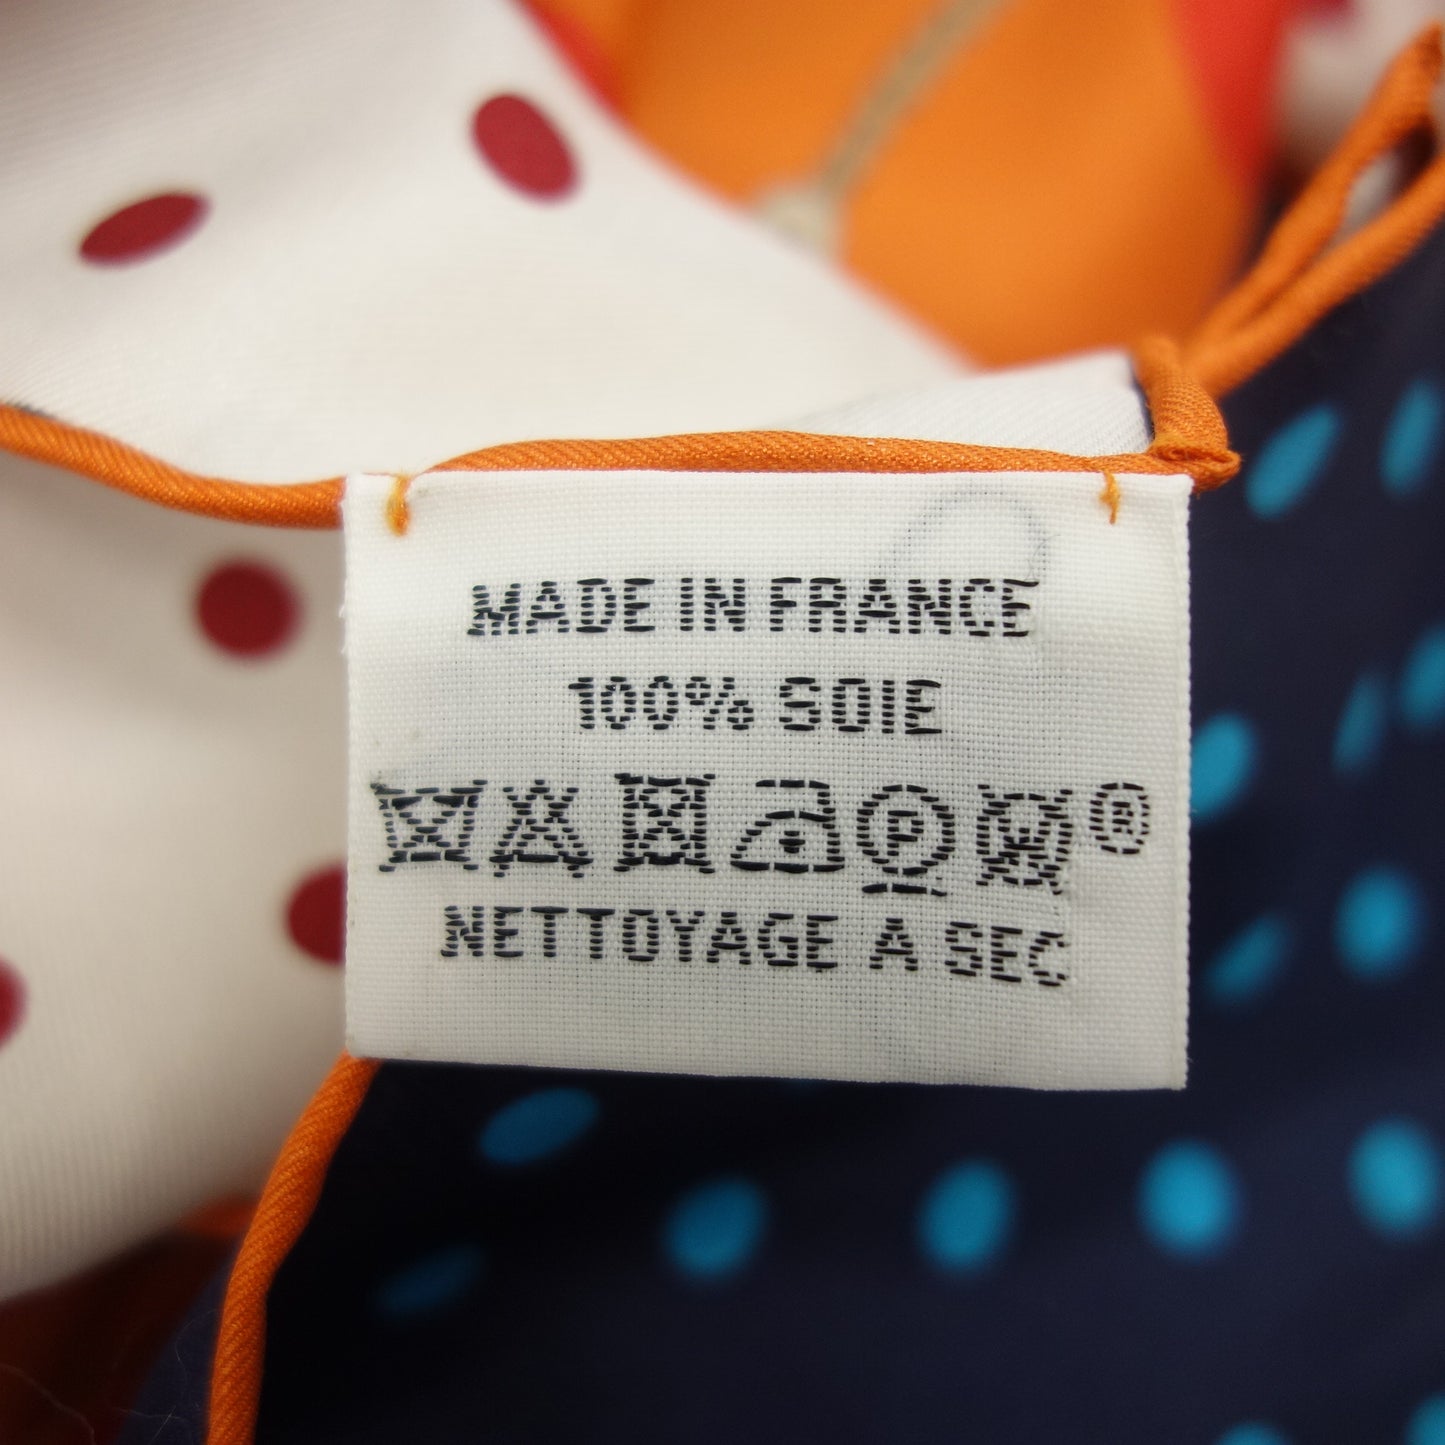 MADE IN FRANCE
100% SOIE
P W ®
NETTOYAGE A SEC